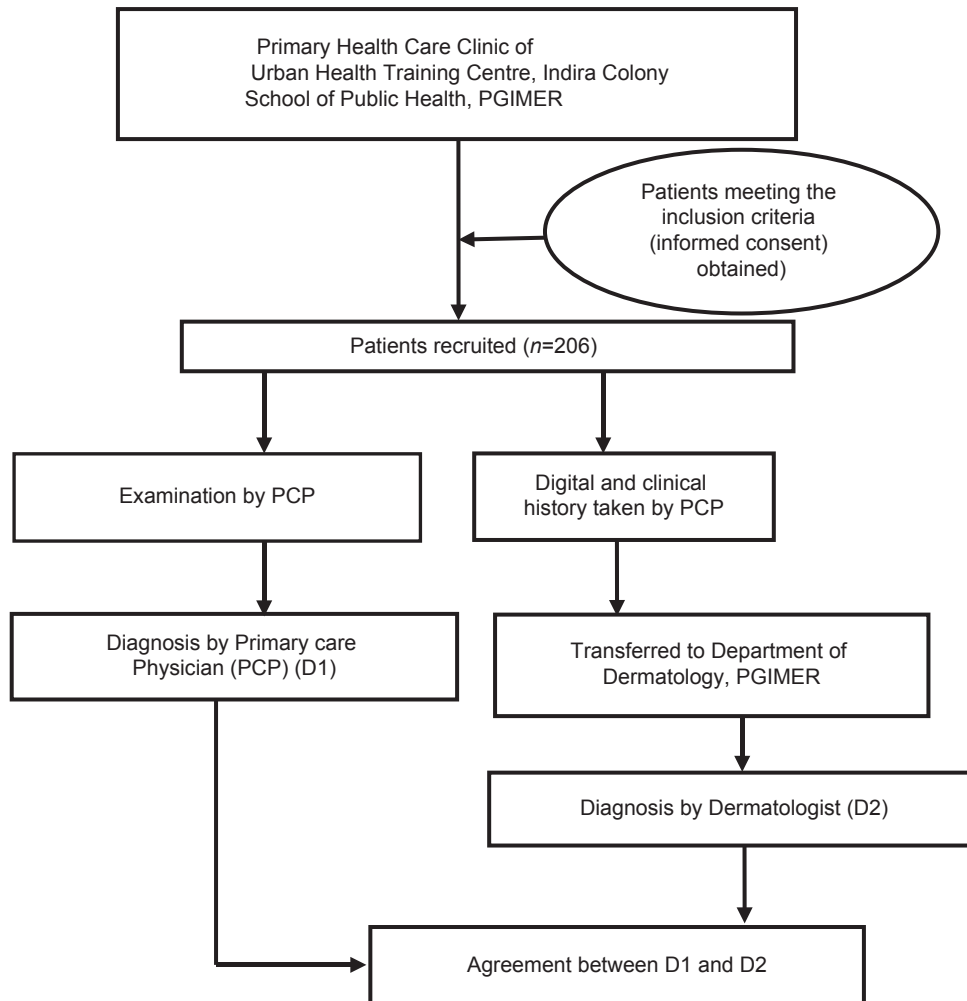 Primary Health Care Clinic of
Urban Health Training Centre, Indira Colony
School of Public Health, PGIMER
Patients meeting the
inclusion criteria
(informed consent)
obtained)
Patients recruited (n=206)
Examination by PCP
Digital and clinical
history taken by PCP
Diagnosis by Primary care
Physician (PCP) (D1)
Transferred to Department of
Dermatology, PGIMER
Diagnosis by Dermatologist (D2)
Agreement between D1 and D2